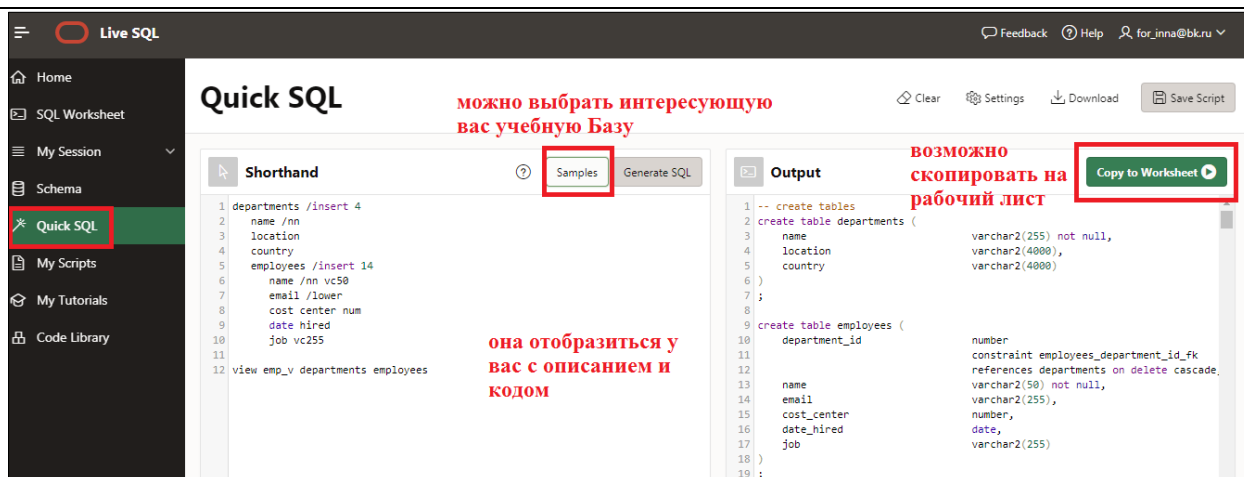 Live SQL
Feedback
Help
for_inna@bk.ru
Home
SQL Worksheet
My Session
Schema
Quick SQL
My Scripts
My Tutorials
Code Library
Quick SQL
можно выбрать интересующую
вас учебную Базу
Clear
Settings
Download
Save Script
Shorthand
?
Samples
Generate SQL
1 departments /insert 4
2 name /nn
3 location
4 country
5 employees /insert 14
6 name /nn vc50
7 email /lower
8 cost center num
9 date hired
10 job vc255
11
12 view emp_v departments employees
она отобразиться у
вас с описанием и
кодом
Output
возможно
скопировать на
рабочий лист
Copy to Worksheet
1 -- create tables
2 create table departments (
3 name varchar2(255) not null,
4 location varchar2(4000),
5 country varchar2(4000)
6 )
7 ;
8
9 create table employees (
10 department_id number
11 constraint employees_department_id_fk
12 references departments on delete cascade,
13 name varchar2(50) not null,
14 email varchar2(255),
15 cost_center number,
16 date_hired date,
17 job varchar2(255)
18 )
19 ;